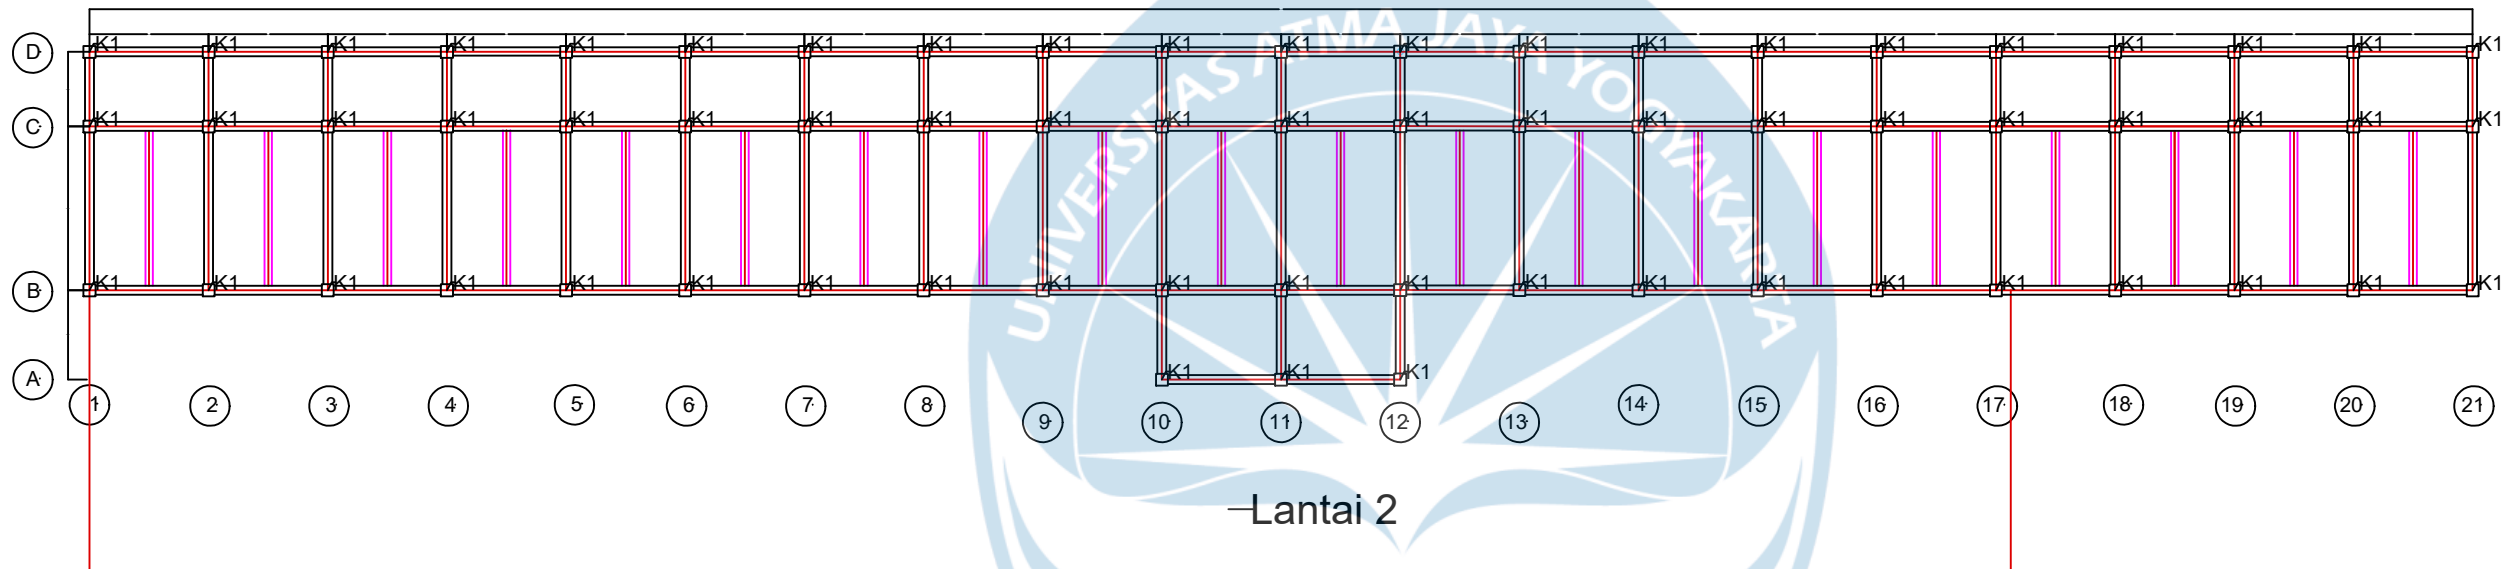 UNIVERSITAS ATMA JAYA YOGYAKARTA
D K1 K1 K1 K1 K1 K1 K1 K1 K1 K1 K1 K1 K1 K1 K1 K1 K1 K1 K1 K1 K1
C K1 K1 K1 K1 K1 K1 K1 K1 K1 K1 K1 K1 K1 K1 K1 K1 K1 K1 K1 K1 K1
B K1 K1 K1 K1 K1 K1 K1 K1 K1 K1 K1 K1 K1 K1 K1 K1 K1 K1 K1 K1 K1
A K1 K1 K1
1 2 3 4 5 6 7 8 9 10 11 12 13 14 15 16 17 18 19 20 21
Lantai 2